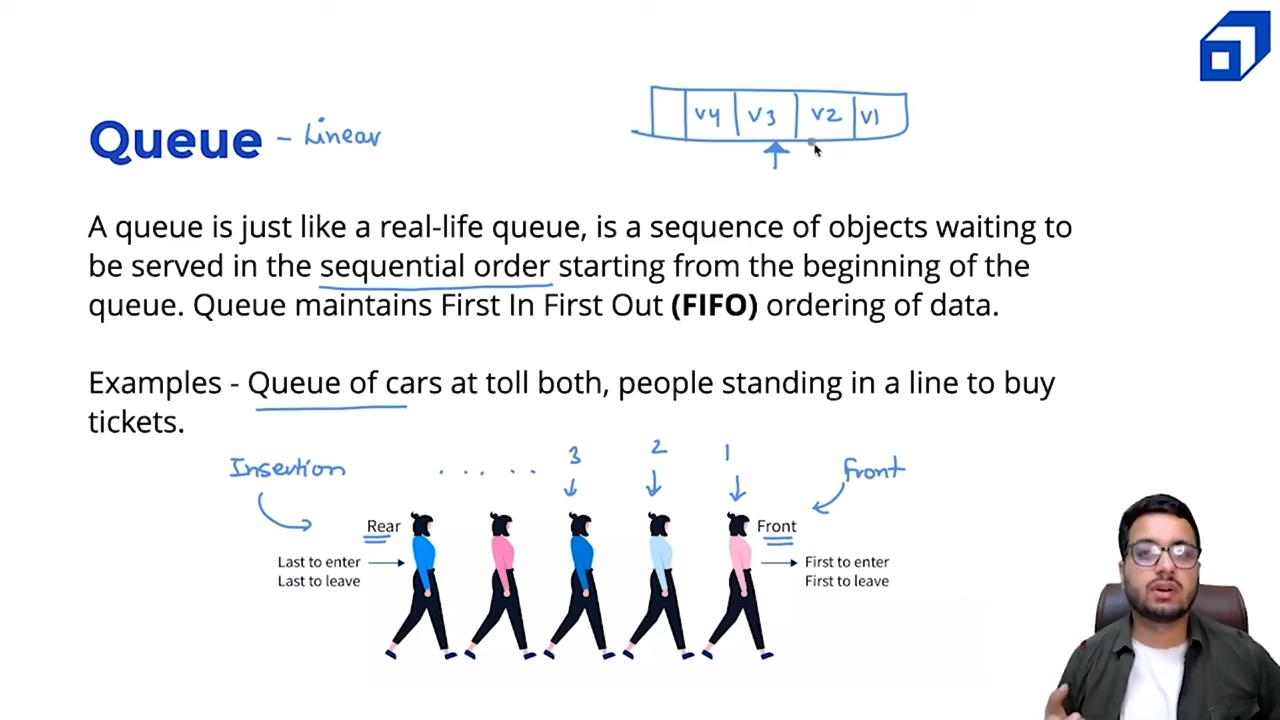 v4 v3 v2 v1
Queue - Linear
A queue is just like a real-life queue, is a sequence of objects waiting to
be served in the sequential order starting from the beginning of the
queue. Queue maintains First In First Out (FIFO) ordering of data.
Examples - Queue of cars at toll both, people standing in a line to buy
tickets.
Insertion ..... 3 2 1 front
Rear
Front
Last to enter
Last to leave
First to enter
First to leave